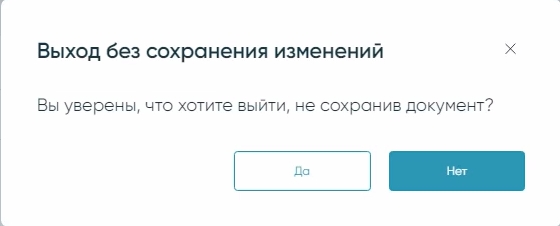 Выход без сохранения изменений
Вы уверены, что хотите выйти, не сохранив документ?
Да
Нет